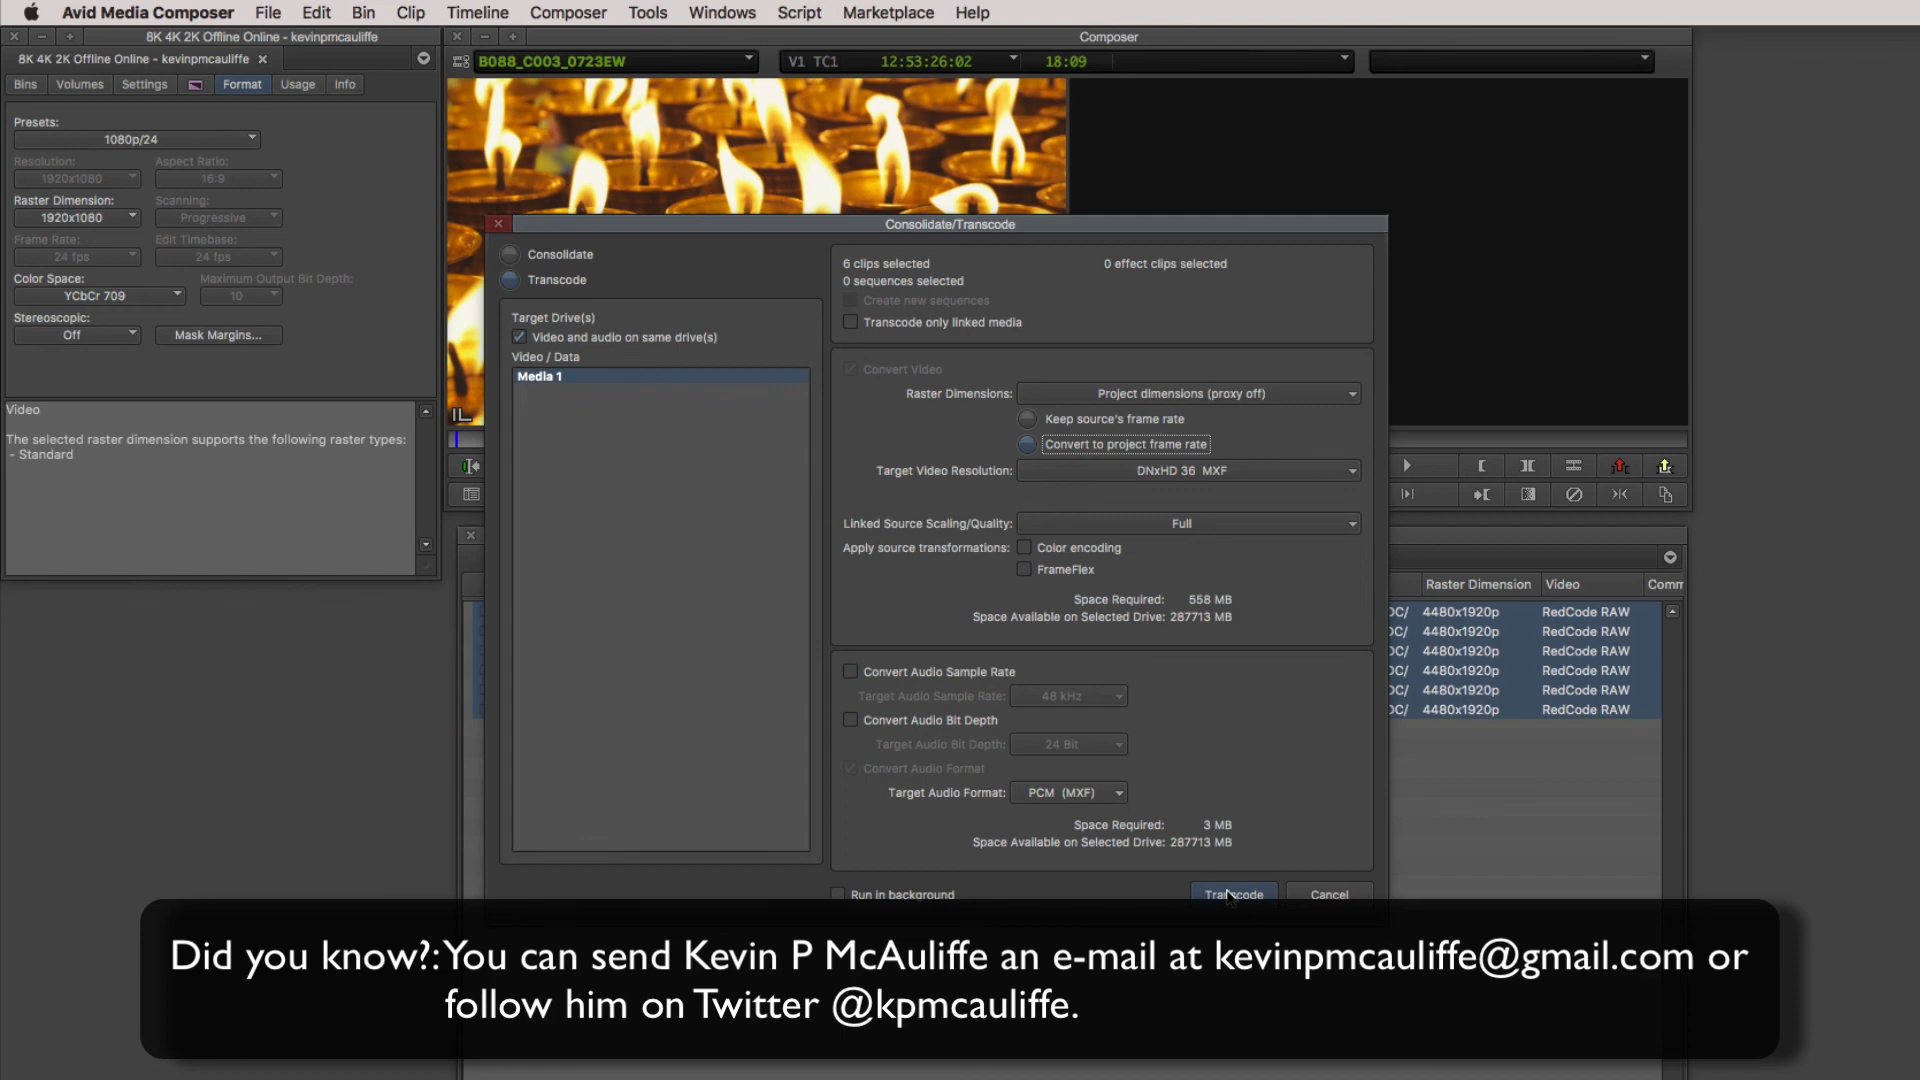 Avid Media Composer File Edit Bin Clip Timeline Composer Tools Windows Script Marketplace Help
8K 4K 2K Offline Online - kevinpmcauliffe
Composer
8K 4K 2K Offline Online - kevinpmcauliffe
B088_C003_0723EW
V1 TC1 12:53:26:02 18:09
Bins Volumes Settings Format Usage Info
Presets:
1080p/24
Resolution: Aspect Ratio:
1920x1080 16:9
Raster Dimension: Scanning:
1920x1080 Progressive
Frame Rate: Edit Timebase:
24 fps 24 fps
Color Space: Maximum Output Bit Depth:
YCbCr 709 10
Stereoscopic:
Off Mask Margins...
Video
The selected raster dimension supports the following raster types:
- Standard
Consolidate/Transcode
Consolidate
Transcode
Target Drive(s)
Video and audio on same drive(s)
Video / Data
Media 1
6 clips selected 0 effect clips selected
0 sequences selected
Create new sequences
Transcode only linked media
Convert Video
Raster Dimensions: Project dimensions (proxy off)
Keep source's frame rate
Convert to project frame rate
Target Video Resolution: DNxHD 36 MXF
Linked Source Scaling/Quality: Full
Apply source transformations: Color encoding
FrameFlex
Space Required: 558 MB
Space Available on Selected Drive: 287713 MB
Convert Audio Sample Rate
Target Audio Sample Rate: 48 kHz
Convert Audio Bit Depth
Target Audio Bit Depth: 24 Bit
Convert Audio Format
Target Audio Format: PCM (MXF)
Space Required: 3 MB
Space Available on Selected Drive: 287713 MB
Run in background Transcode Cancel
Raster Dimension Video Comm
DC/ 4480x1920p RedCode RAW
DC/ 4480x1920p RedCode RAW
DC/ 4480x1920p RedCode RAW
DC/ 4480x1920p RedCode RAW
DC/ 4480x1920p RedCode RAW
DC/ 4480x1920p RedCode RAW
Did you know?: You can send Kevin P McAuliffe an e-mail at kevinpmcauliffe@gmail.com or
follow him on Twitter @kpmcauliffe.